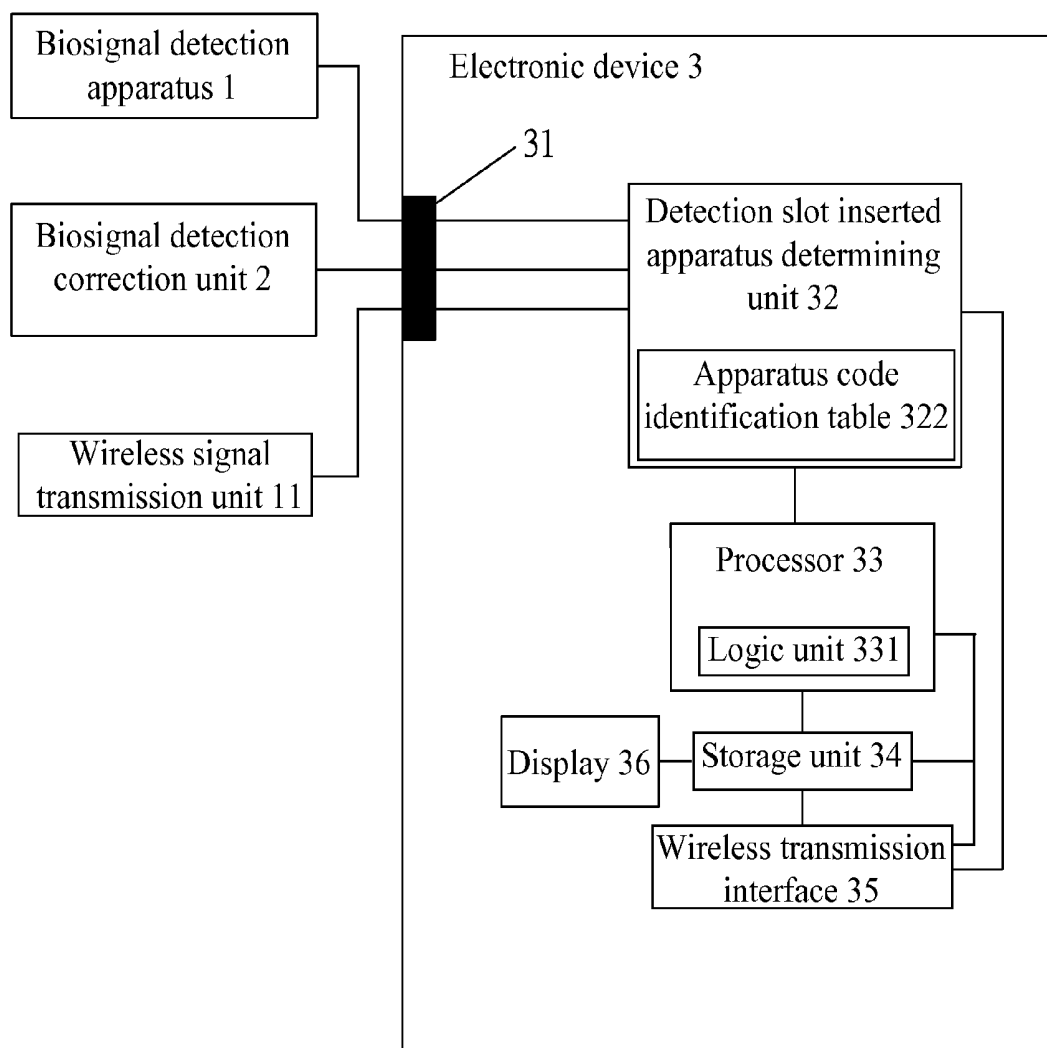 Biosignal detection
apparatus 1
Electronic device 3
31
Biosignal detection
correction unit 2
Detection slot inserted
apparatus determining
unit 32
Apparatus code
identification table 322
Wireless signal
transmission unit 11
Processor 33
Logic unit 331
Display 36
Storage unit 34
Wireless transmission
interface 35